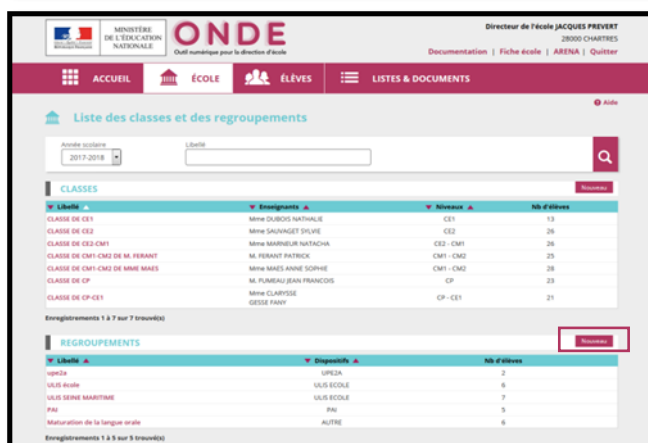 MINISTÈRE
DE L'ÉDUCATION
NATIONALE
ONDE
Outil numérique pour la direction d'école
Directeur de l'école JACQUES PREVERT
28000 CHARTRES
Documentation | Fiche école | ARENA | Quitter
ACCUEIL ÉCOLE ÉLÈVES LISTES & DOCUMENTS
Aide
Liste des classes et des regroupements
Année scolaire Libellé
2017-2018
CLASSES Nouveau
Libellé Enseignants Niveaux Nb d'élèves
CLASSE DE CE1 Mme DUBOIS NATHALIE CE1 13
CLASSE DE CE2 Mme SAUVAGET SYLVIE CE2 26
CLASSE DE CE2-CM1 Mme MARNEUR NATACHA CE2 - CM1 26
CLASSE DE CM1-CM2 DE M. FERANT M. FERANT PATRICK CM1 - CM2 25
CLASSE DE CM1-CM2 DE MME MAES Mme MAES ANNE SOPHIE CM1 - CM2 28
CLASSE DE CP M. PUMEAU JEAN FRANCOIS CP 23
CLASSE DE CP-CE1 Mme CLARYSSE
GESSE FANY CP - CE1 21
Enregistrements 1 à 7 sur 7 trouvé(s)
REGROUPEMENTS Nouveau
Libellé Dispositifs Nb d'élèves
upe2a UPE2A 2
ULIS école ULIS ECOLE 6
ULIS SEINE MARITIME ULIS ECOLE 7
PAI PAI 5
Maturation de la langue orale AUTRE 6
Enregistrements 1 à 5 sur 5 trouvé(s)